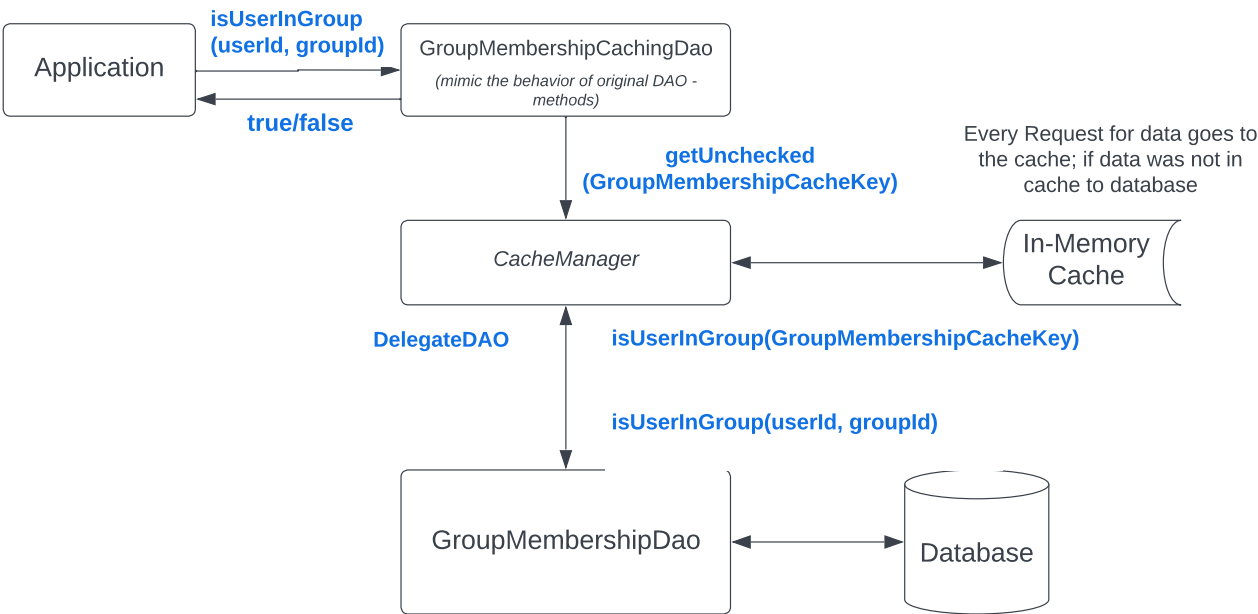 isUserInGroup
(userId, groupId)
Application
GroupMembershipCachingDao
(mimic the behavior of original DAO -
methods)
true/false
Every Request for data goes to
the cache; if data was not in
cache to database
getUnchecked
(GroupMembershipCacheKey)
CacheManager
In-Memory
Cache
DelegateDAO
isUserInGroup(GroupMembershipCacheKey)
isUserInGroup(userId, groupId)
GroupMembershipDao
Database